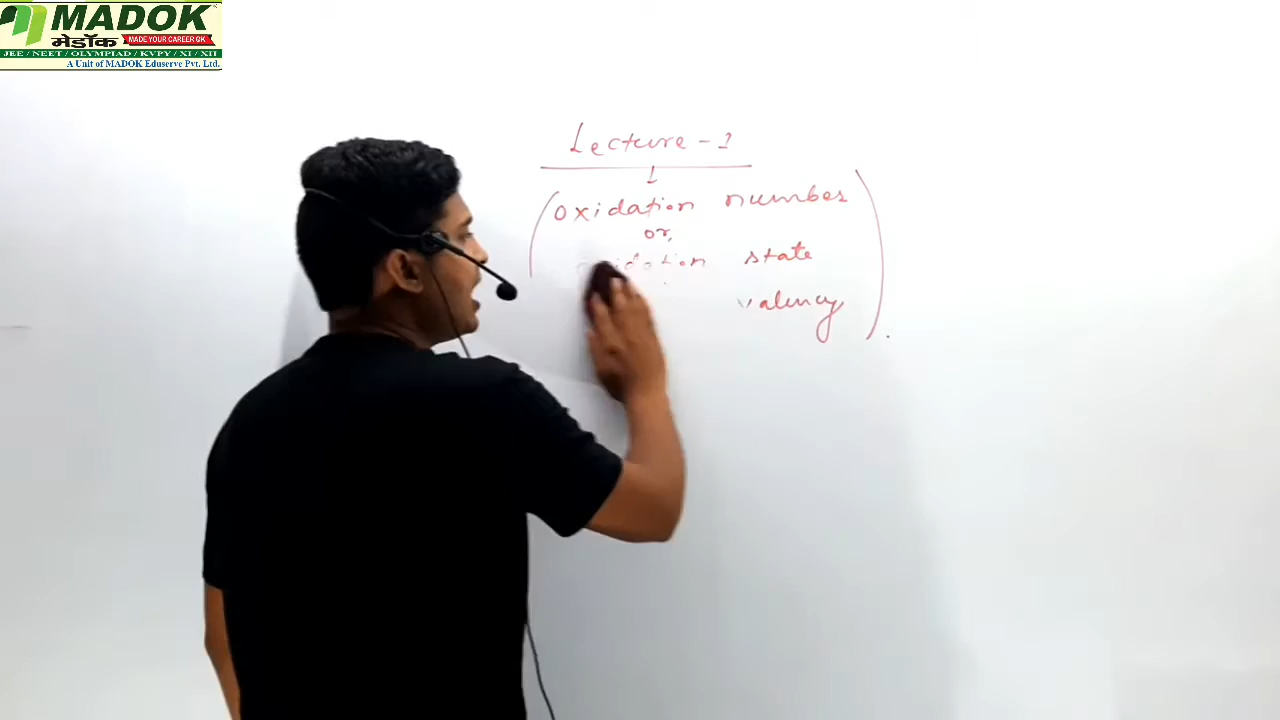 MADOK
मेडॉक MADE YOUR CAREER GK
JEE / NEET / OLYMPIAD / KVPY / XI / XII
A Unit of MADOK Eduserve Pvt. Ltd.
Lecture - 1
oxidation number
or,
oxidation state
valency